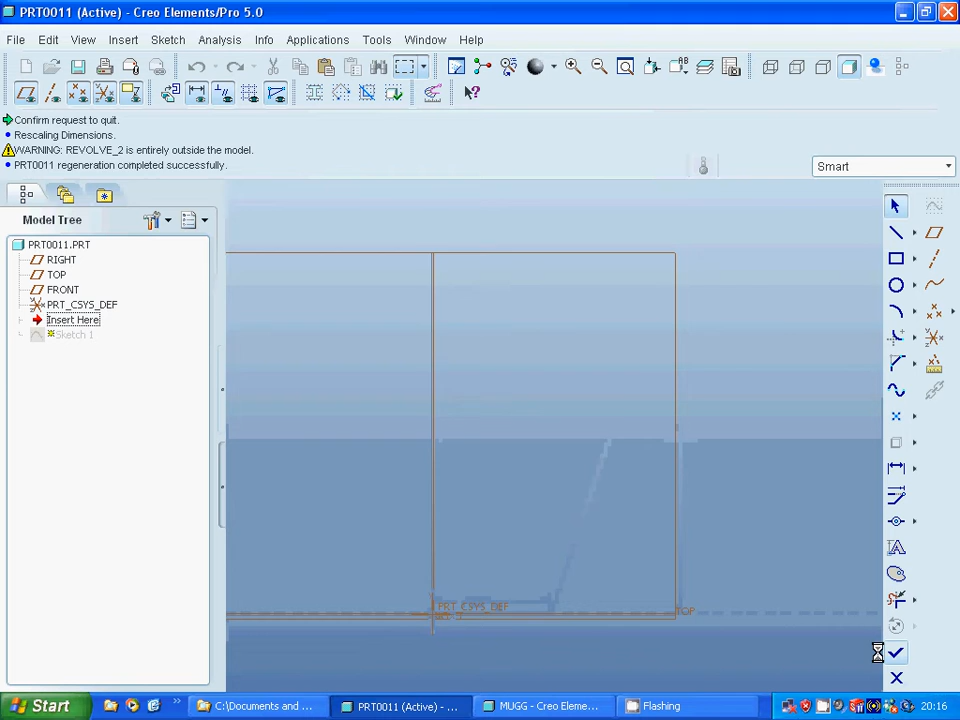 PRT0011 (Active) - Creo Elements/Pro 5.0
File Edit View Insert Sketch Analysis Info Applications Tools Window Help
Confirm request to quit.
Rescaling Dimensions.
WARNING: REVOLVE_2 is entirely outside the model.
PRT0011 regeneration completed successfully.
Smart
Model Tree
PRT0011.PRT
RIGHT
TOP
FRONT
PRT_CSYS_DEF
Insert Here
Sketch 1
PRT_CSYS_DEF
TOP
Start
C:\Documents and ...
PRT0011 (Active) - ...
MUGG - Creo Eleme...
Flashing
20:16